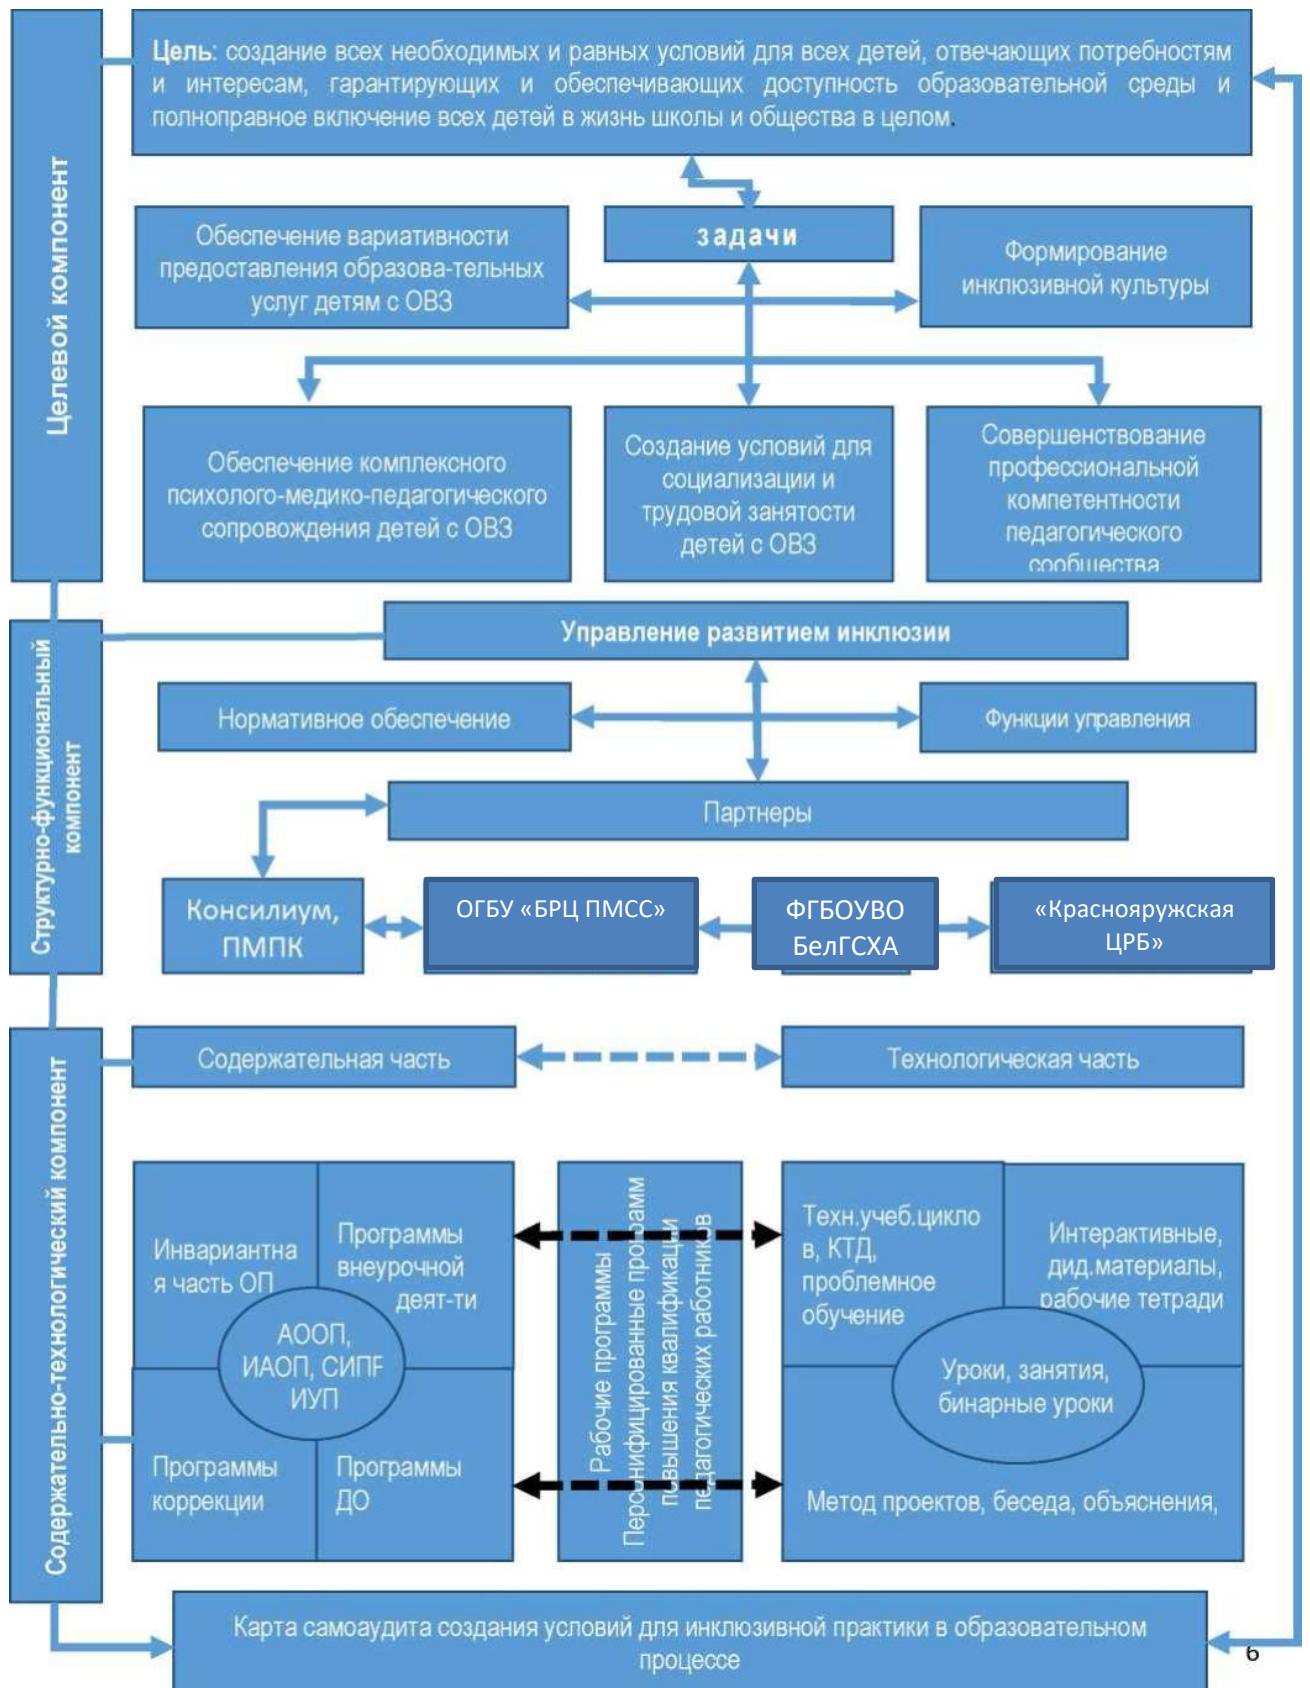 Целевой компонент
Цель: создание всех необходимых и равных условий для всех детей, отвечающих потребностям
и интересам, гарантирующих и обеспечивающих доступность образовательной среды и
полноправное включение всех детей в жизнь школы и общества в целом.
задачи
Обеспечение вариативности
предоставления образова-тельных
услуг детям с ОВЗ
Формирование
инклюзивной культуры
Обеспечение комплексного
психолого-медико-педагогического
сопровождения детей с ОВЗ
Создание условий для
социализации и
трудовой занятости
детей с ОВЗ
Совершенствование
профессиональной
компетентности
педагогического
сообщества
Структурно-функциональный
компонент
Управление развитием инклюзии
Нормативное обеспечение
Функции управления
Партнеры
Консилиум,
ПМПК
ОГБУ «БРЦ ПМСС»
ФГБОУВО
БелГСХА
«Краснояружская
ЦРБ»
Содержательно-технологический компонент
Содержательная часть
Технологическая часть
Инвариантна
я часть ОП
Программы
внеурочной
деят-ти
АООП,
ИАОП, СИПР
ИУП
Программы
коррекции
Программы
ДО
Рабочие программы
Персонифицированные программ
повышения квалификации
педагогических работников
Техн.учеб.цикло
в, КТД,
проблемное
обучение
Интерактивные,
дид.материалы,
рабочие тетради
Уроки, занятия,
бинарные уроки
Метод проектов, беседа, объяснения,
Карта самоаудита создания условий для инклюзивной практики в образовательном
процессе
6